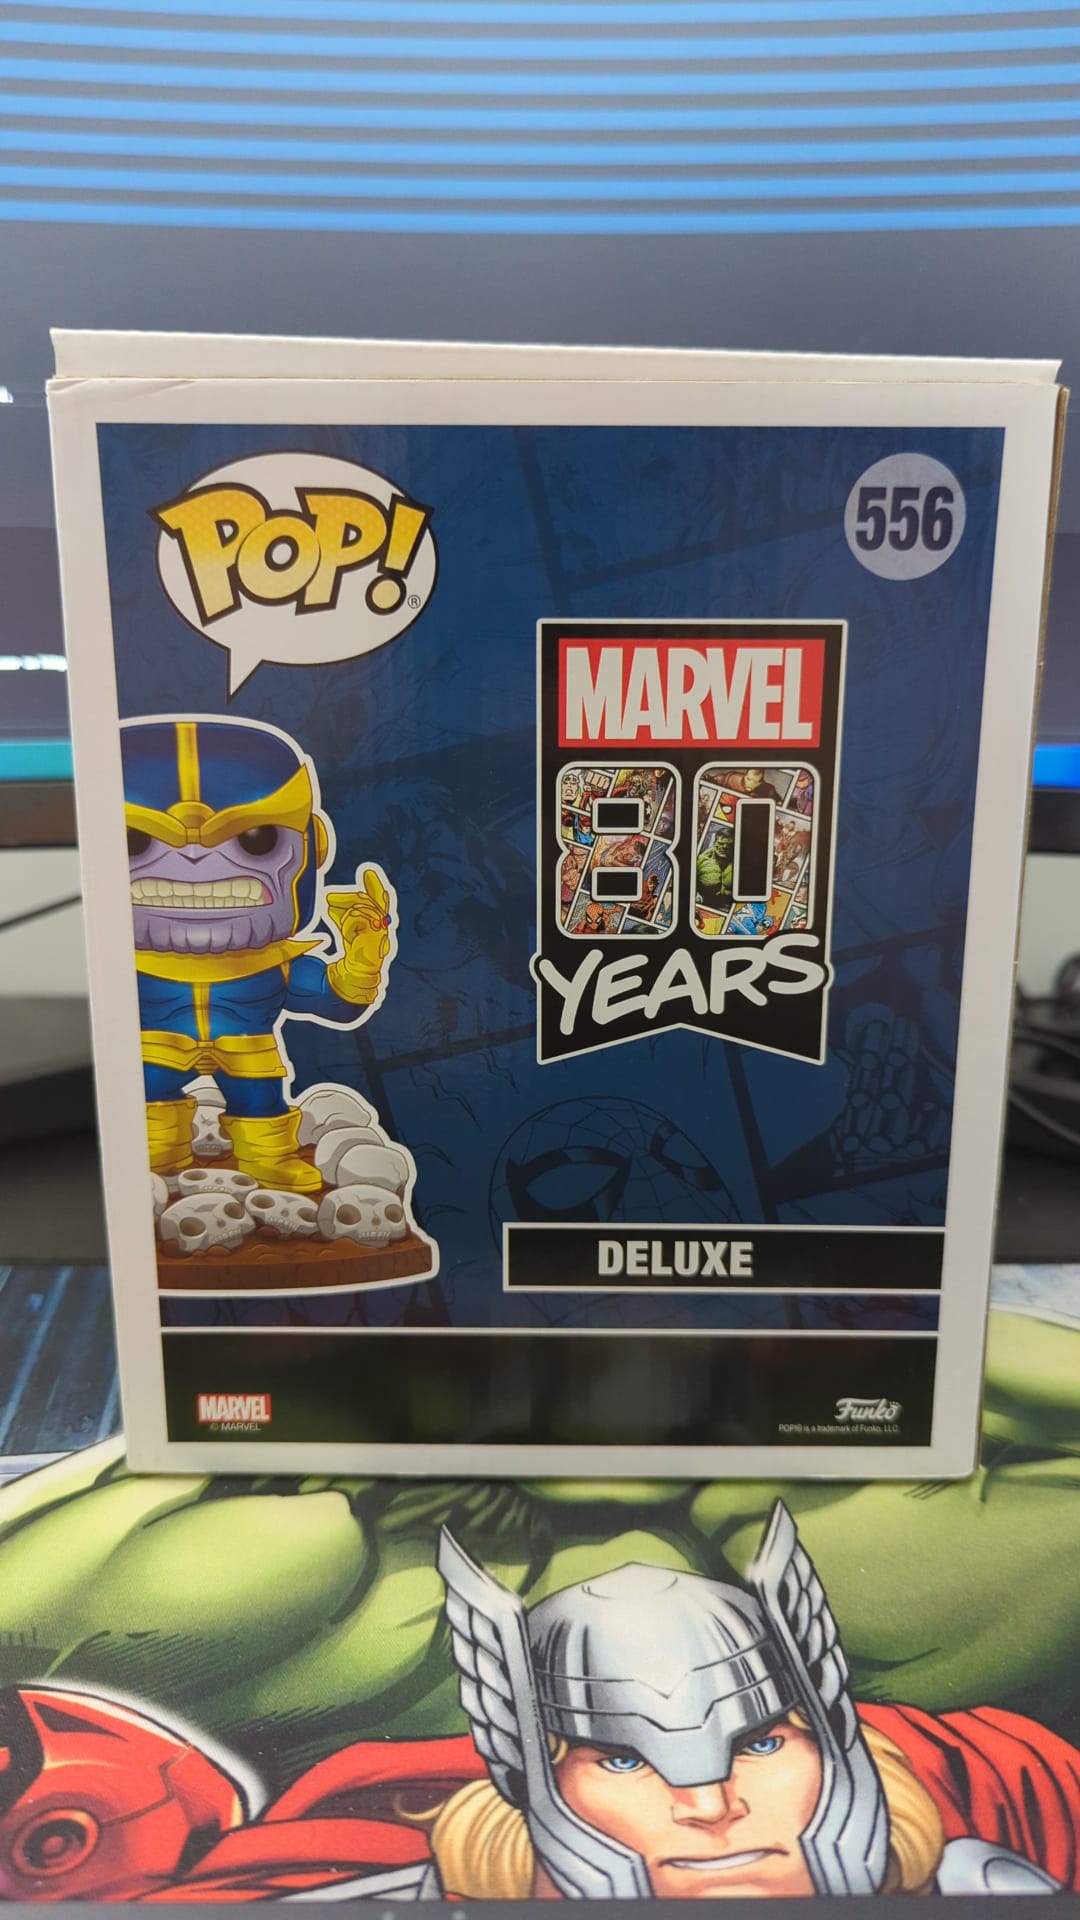 POP!®
556
MARVEL
80
YEARS
DELUXE
MARVEL
© MARVEL
Funko
POP!® is a trademark of Funko, LLC.